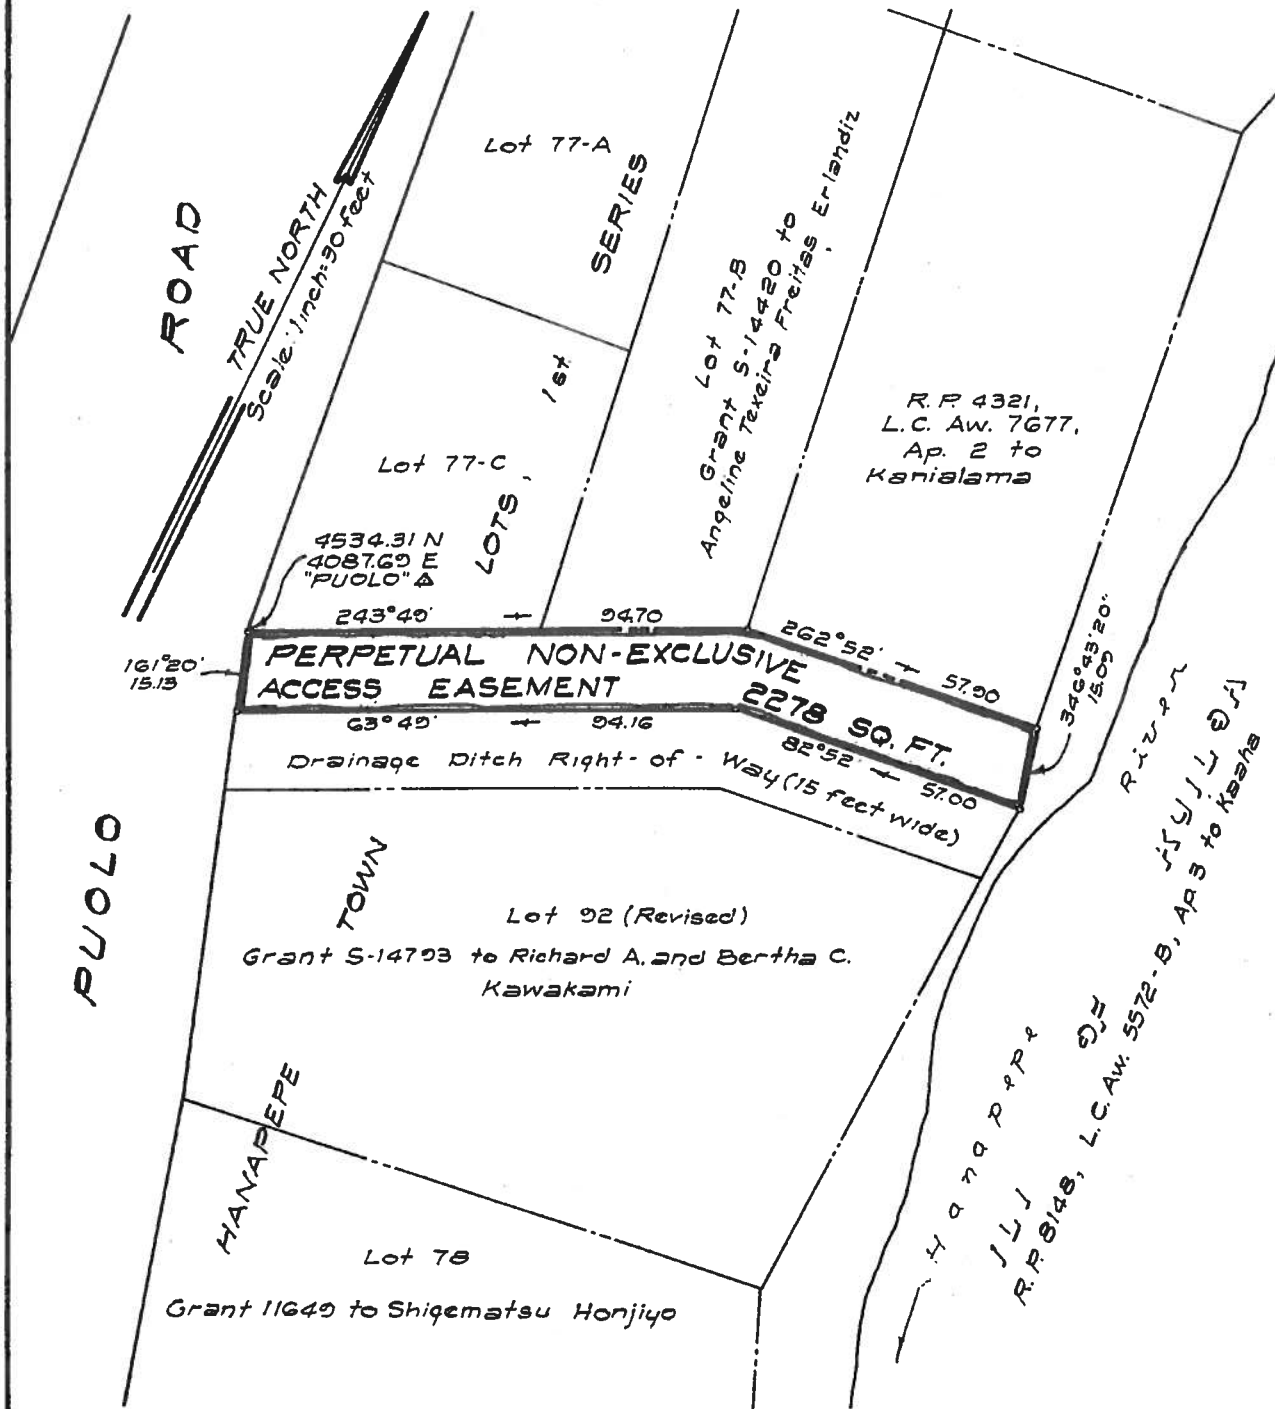 Lot 77-A
SERIES
ROAD
TRUE NORTH
Scale: 1 inch=30 feet
Lot 77-B
Grant S-14420 to
Angeline Texeira Freitas Erlandiz
1st
R.P. 4321,
L.C. Aw. 7677,
Ap. 2 to
Kanialama
Lot 77-C
LOTS,
4534.31 N
4087.69 E
"PUOLO" △
243°49' ← 94.70
262°52' → 57.90
161°20'
15.13
PERPETUAL NON-EXCLUSIVE
ACCESS EASEMENT
2278 SQ. FT.
346°43'20"
15.09
63°49' ← 94.16
82°52' ← 57.00
Drainage Ditch Right-of-Way (15 feet wide)
PUOLO
TOWN
Lot 92 (Revised)
Grant S-14793 to Richard A. and Bertha C.
Kawakami
HANAPEPE
Lot 78
Grant 11649 to Shigematsu Honjiyo
Hanapepe River
ILI of
R.P. 8148, L.C. Aw. 5572-B, Ap 3 to Kaaha